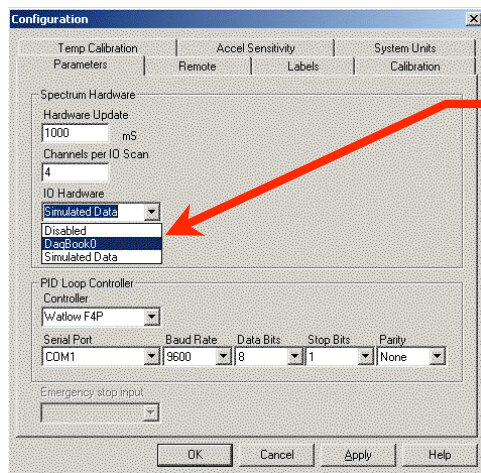 Configuration
Temp Calibration Accel Sensitivity System Units
Parameters Remote Labels Calibration
Spectrum Hardware
Hardware Update
1000 mS
Channels per IO Scan
4
IO Hardware
Simulated Data
Disabled
DaqBook0
Simulated Data
PID Loop Controller
Controller
Watlow F4P
Serial Port Baud Rate Data Bits Stop Bits Parity
COM1 9600 8 1 None
Emergency stop input
OK Cancel Apply Help